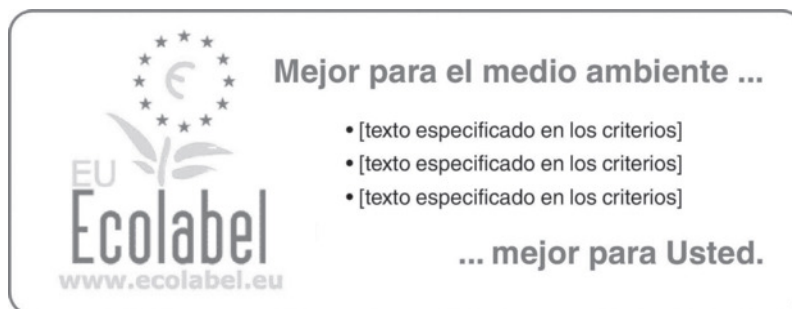 Mejor para el medio ambiente ...
• [texto especificado en los criterios]
• [texto especificado en los criterios]
• [texto especificado en los criterios]
... mejor para Usted.
EU
Ecolabel
www.ecolabel.eu